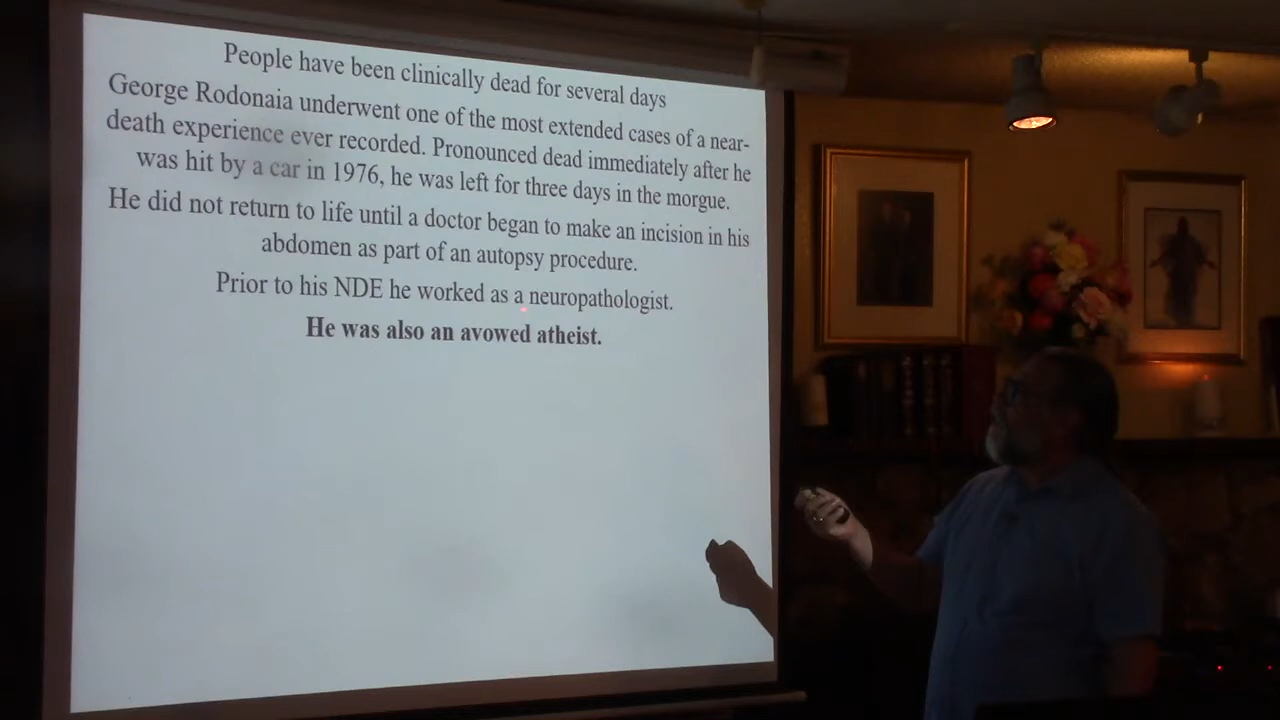 People have been clinically dead for several days
George Rodonaia underwent one of the most extended cases of a near-
death experience ever recorded. Pronounced dead immediately after he
was hit by a car in 1976, he was left for three days in the morgue.
He did not return to life until a doctor began to make an incision in his
abdomen as part of an autopsy procedure.
Prior to his NDE he worked as a neuropathologist.
He was also an avowed atheist.